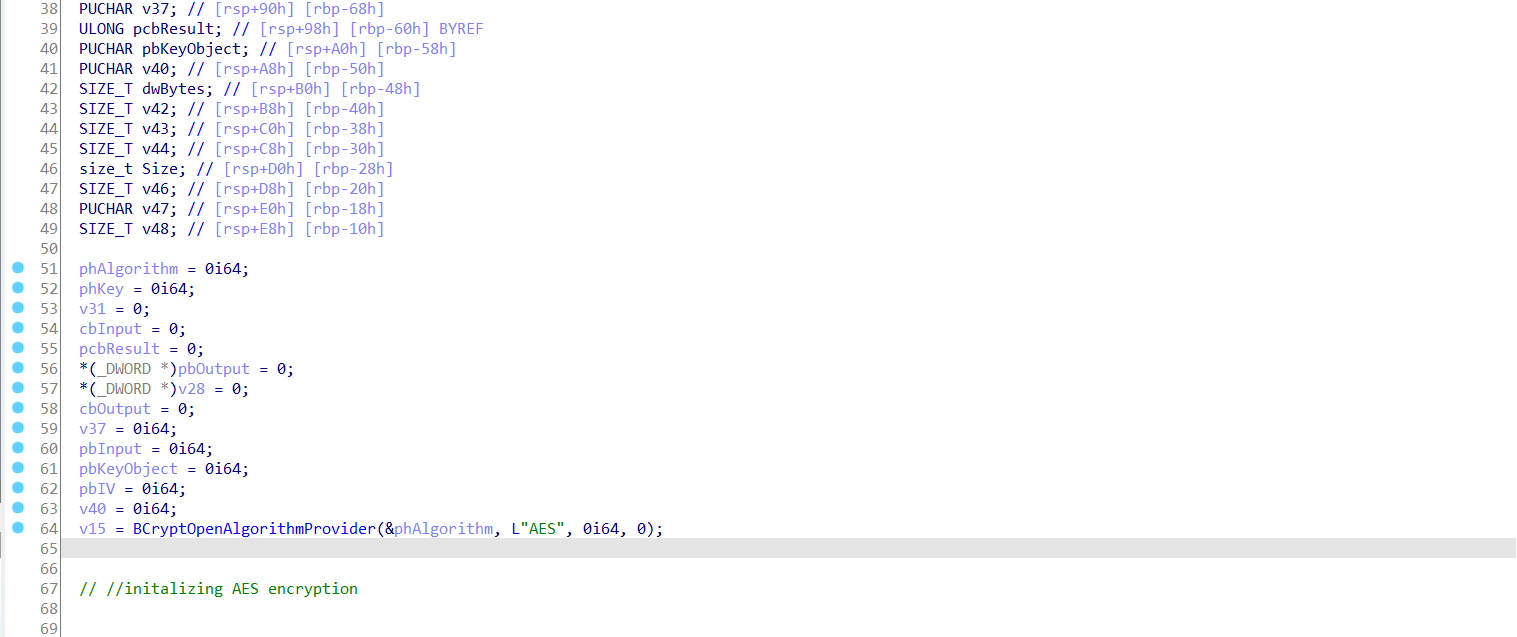 38 PUCHAR v37; // [rsp+90h] [rbp-68h]
39 ULONG pcbResult; // [rsp+98h] [rbp-60h] BYREF
40 PUCHAR pbKeyObject; // [rsp+A0h] [rbp-58h]
41 PUCHAR v40; // [rsp+A8h] [rbp-50h]
42 SIZE_T dwBytes; // [rsp+B0h] [rbp-48h]
43 SIZE_T v42; // [rsp+B8h] [rbp-40h]
44 SIZE_T v43; // [rsp+C0h] [rbp-38h]
45 SIZE_T v44; // [rsp+C8h] [rbp-30h]
46 size_t Size; // [rsp+D0h] [rbp-28h]
47 SIZE_T v46; // [rsp+D8h] [rbp-20h]
48 PUCHAR v47; // [rsp+E0h] [rbp-18h]
49 SIZE_T v48; // [rsp+E8h] [rbp-10h]
50
51 phAlgorithm = 0i64;
52 phKey = 0i64;
53 v31 = 0;
54 cbInput = 0;
55 pcbResult = 0;
56 *(_DWORD *)pbOutput = 0;
57 *(_DWORD *)v28 = 0;
58 cbOutput = 0;
59 v37 = 0i64;
60 pbInput = 0i64;
61 pbKeyObject = 0i64;
62 pbIV = 0i64;
63 v40 = 0i64;
64 v15 = BCryptOpenAlgorithmProvider(&phAlgorithm, L"AES", 0i64, 0);
65
66
67 // //initalizing AES encryption
68
69